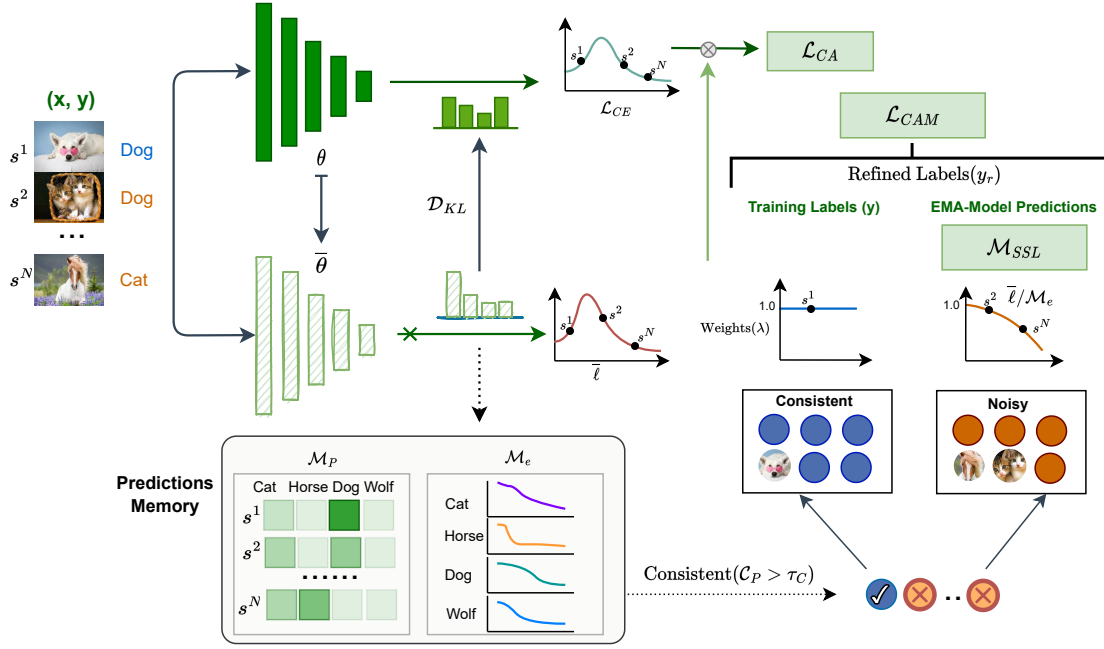 (x, y)
s¹ Dog
s² Dog
...
sᴺ Cat
θ
θ̅
𝒟_KL
s¹ s² sᴺ
ℒ_CE
ℒ_CA
s¹ s² sᴺ
ℓ̅
ℒ_CAM
Refined Labels(y_r)
Training Labels (y)
EMA-Model Predictions
ℳ_SSL
1.0 s¹
Weights(λ)
1.0 s² ℓ̅/ℳ_e
sᴺ
Consistent
Noisy
Predictions
Memory
ℳ_P
Cat Horse Dog Wolf
s¹
s²
......
sᴺ
ℳ_e
Cat
Horse
Dog
Wolf
Consistent(𝒞_P > τ_C)
..